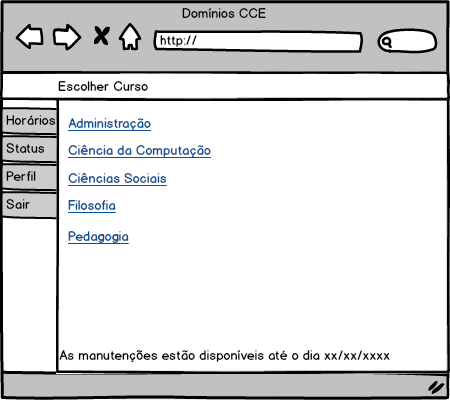 Domínios CCE
http://
Escolher Curso
Horários
Status
Perfil
Sair
Administração
Ciência da Computação
Ciências Sociais
Filosofia
Pedagogia
As manutenções estão disponíveis até o dia xx/xx/xxxx